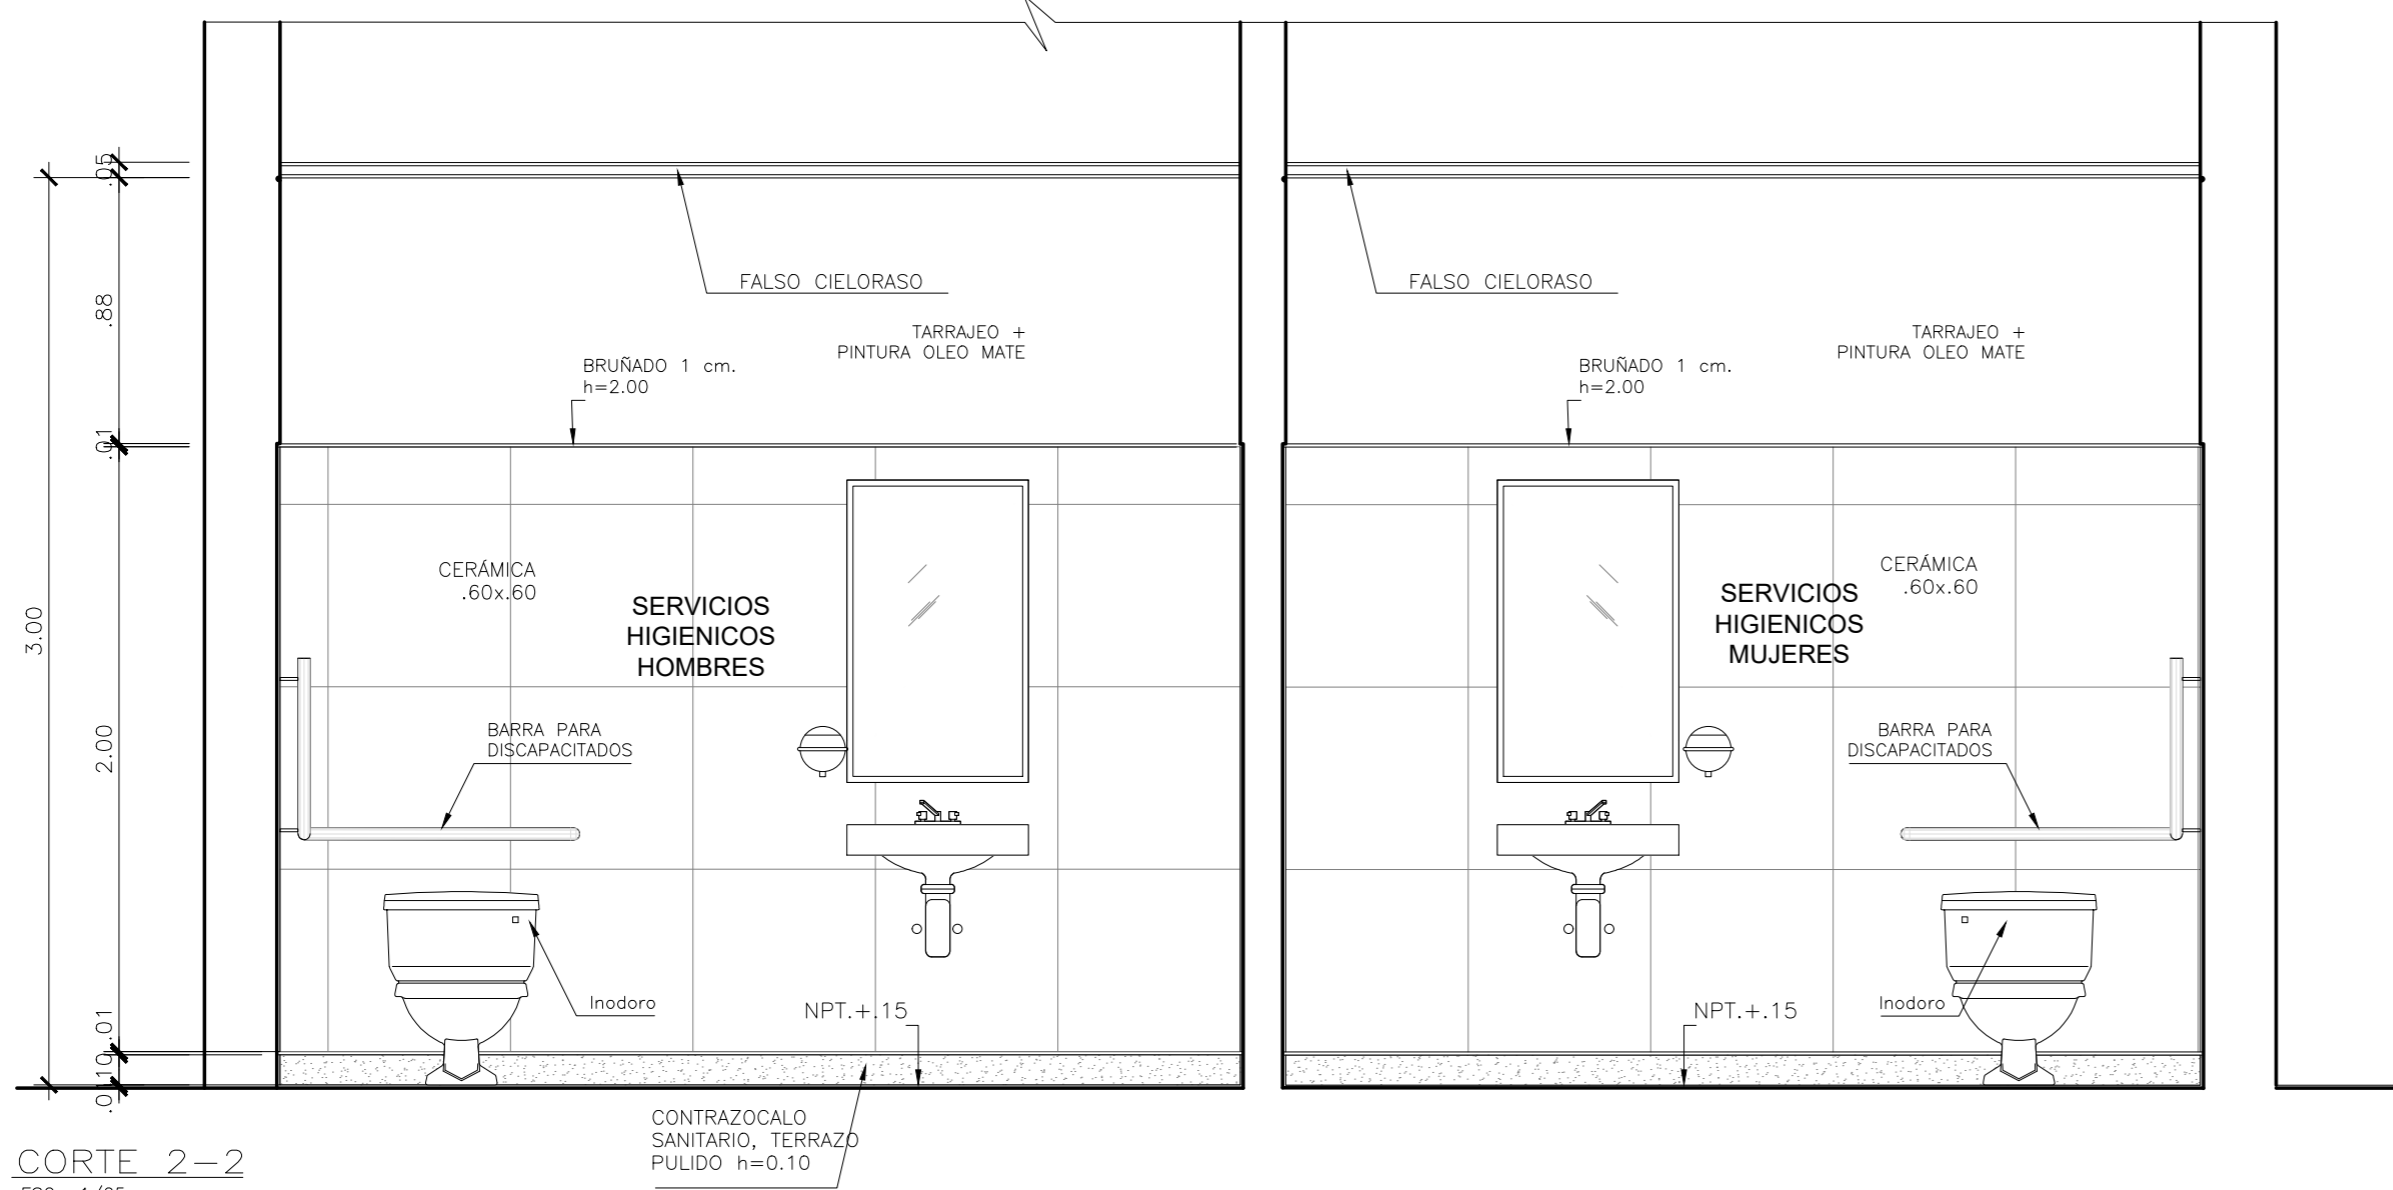 .05
FALSO CIELORASO
FALSO CIELORASO
.88
TARRAJEO +
PINTURA OLEO MATE
TARRAJEO +
PINTURA OLEO MATE
BRUÑADO 1 cm.
h=2.00
BRUÑADO 1 cm.
h=2.00
.01
CERÁMICA
.60x.60
SERVICIOS
HIGIENICOS
HOMBRES
SERVICIOS
HIGIENICOS
MUJERES
CERÁMICA
.60x.60
3.00
2.00
BARRA PARA
DISCAPACITADOS
BARRA PARA
DISCAPACITADOS
Inodoro
NPT.+.15
NPT.+.15
Inodoro
.01
.10
.01
CONTRAZOCALO
SANITARIO, TERRAZO
PULIDO h=0.10
CORTE 2-2